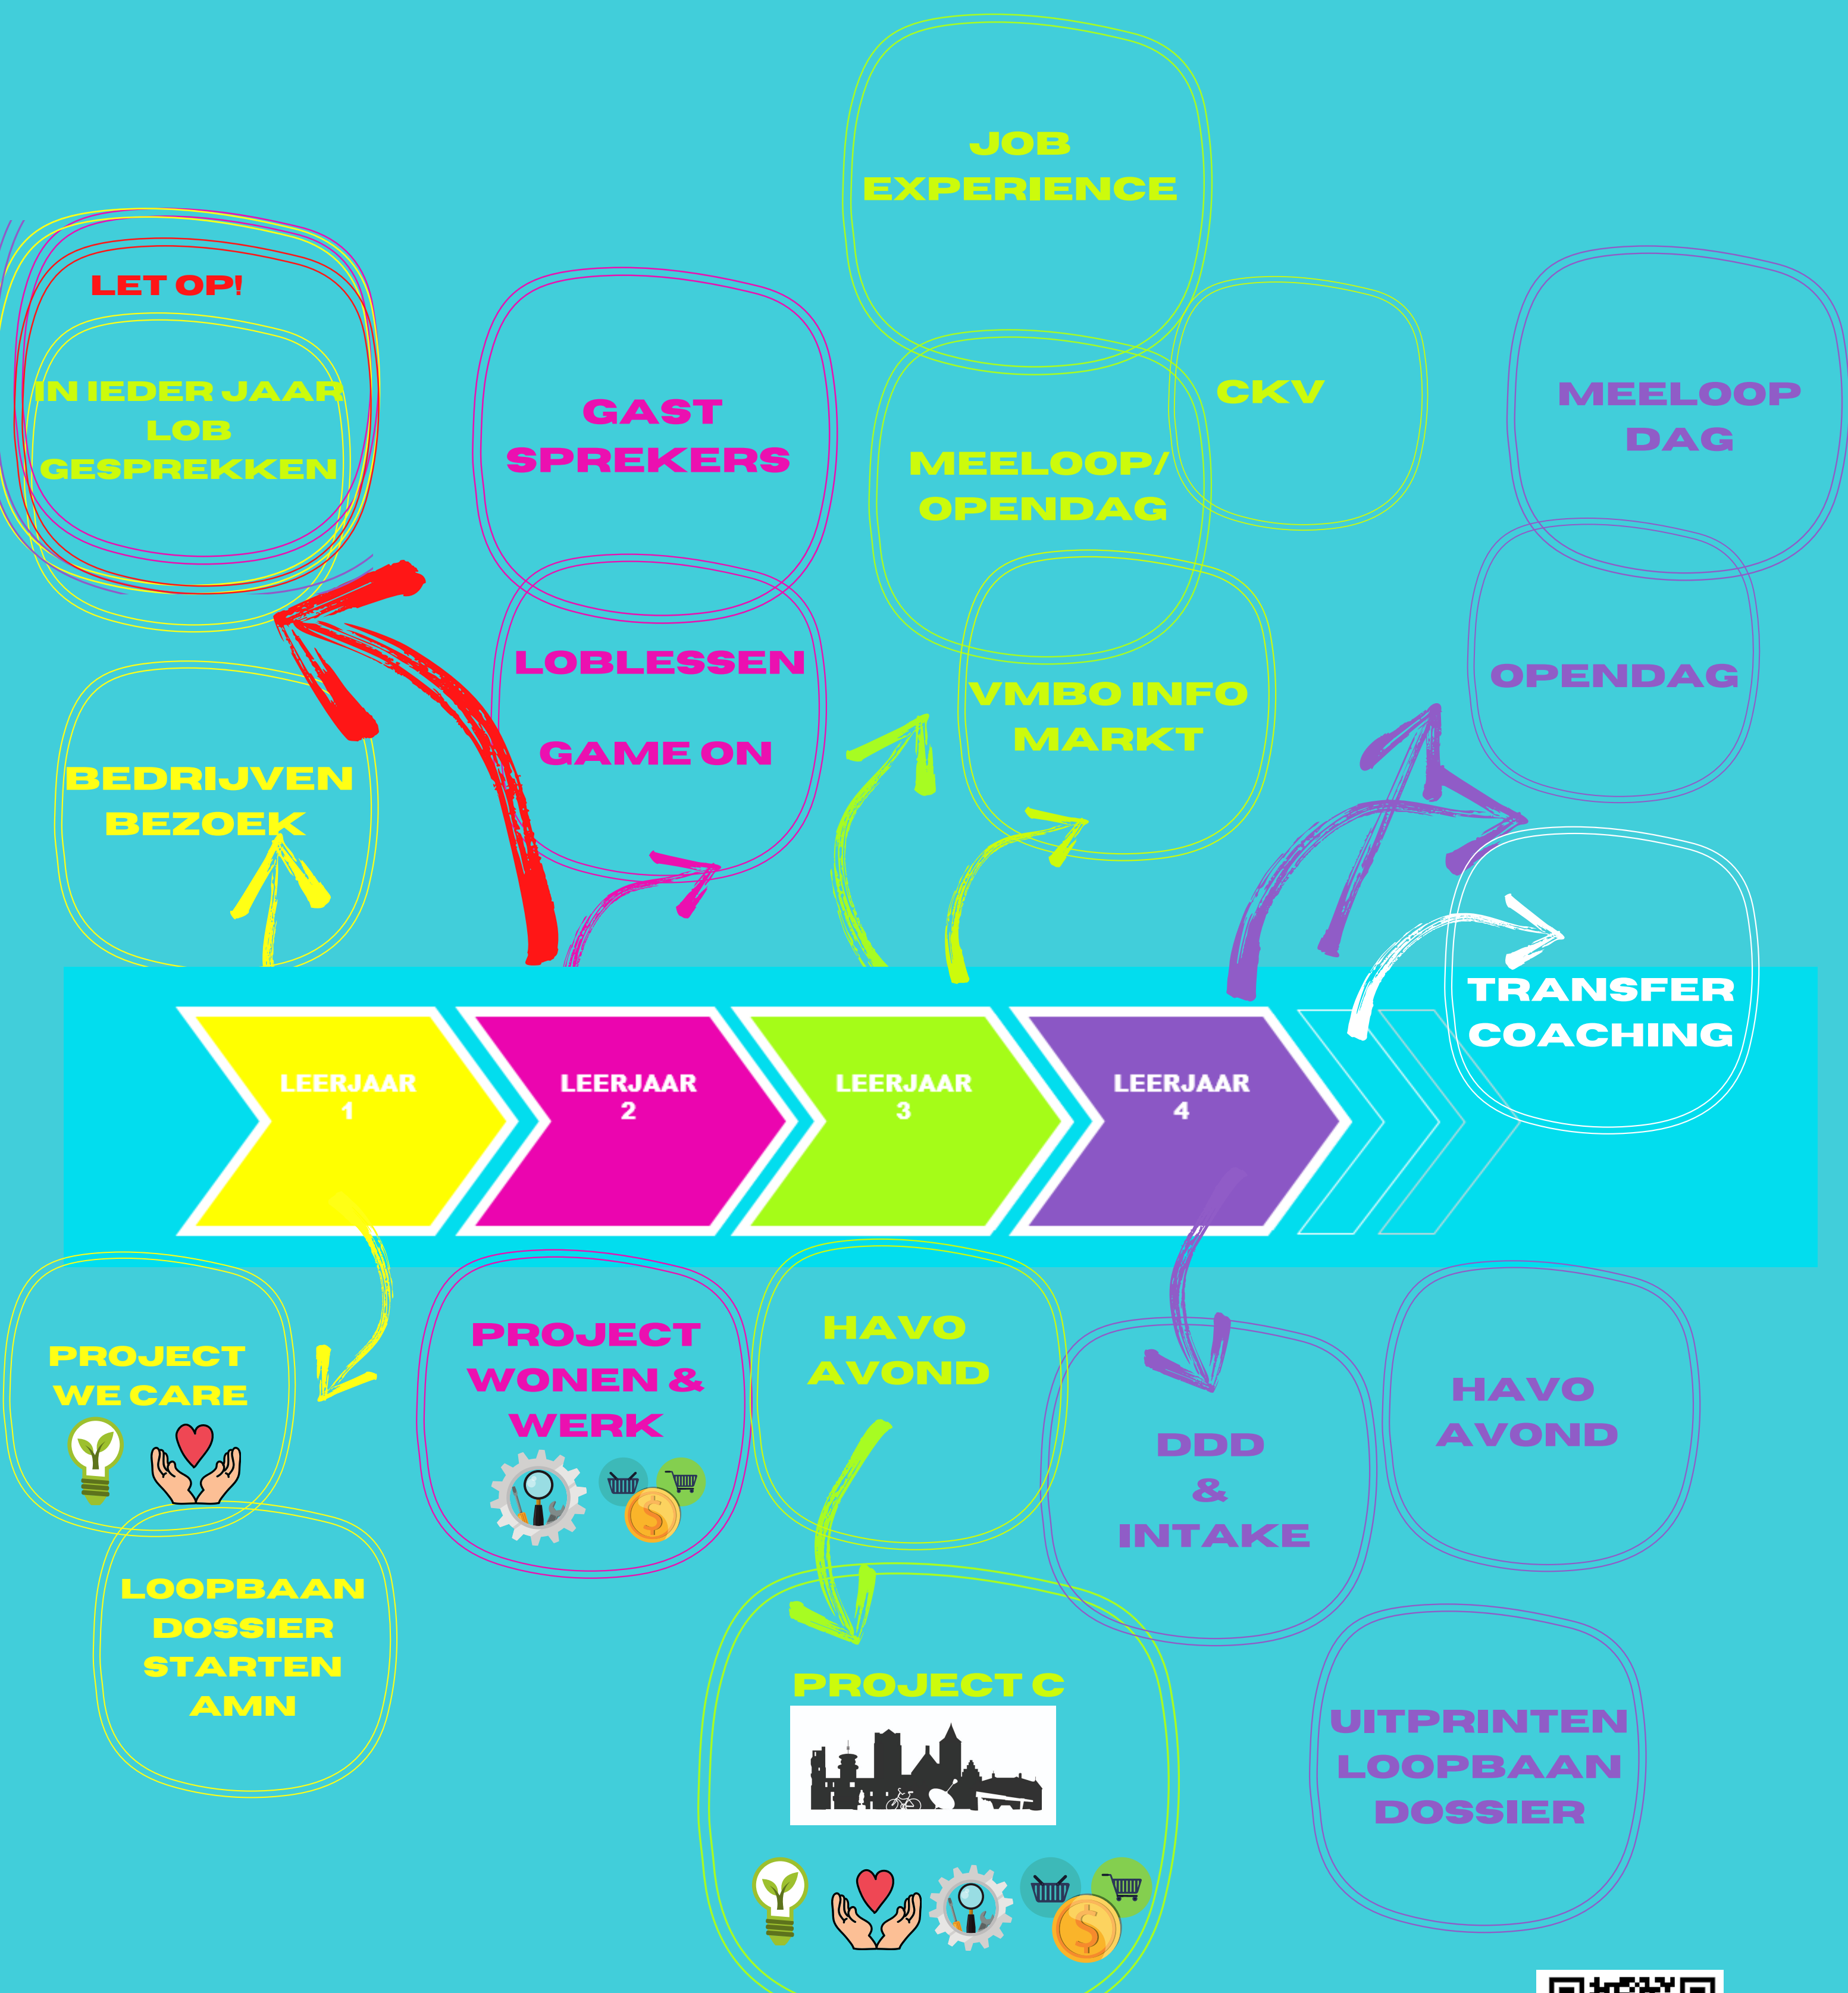 JOB
EXPERIENCE
LET OP!
IN IEDER JAAR
LOB
GESPREKKEN
GAST
SPREKERS
CKV
MEELOOP/
OPENDAG
MEELOOP
DAG
LOBLESSEN
GAME ON
VMBO INFO
MARKT
OPENDAG
BEDRIJVEN
BEZOEK
TRANSFER
COACHING
LEERJAAR
1
LEERJAAR
2
LEERJAAR
3
LEERJAAR
4
PROJECT
WE CARE
PROJECT
WONEN &
WERK
HAVO
AVOND
DDD
&
INTAKE
HAVO
AVOND
LOOPBAAN
DOSSIER
STARTEN
AMN
PROJECT C
UITPRINTEN
LOOPBAAN
DOSSIER